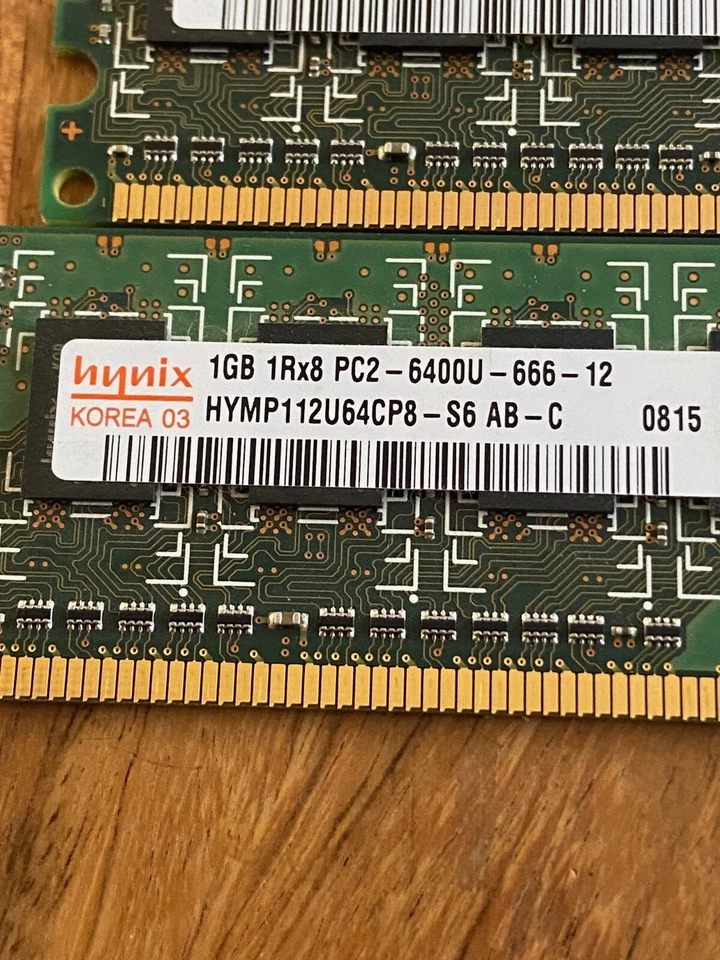 hynix 1GB 1Rx8 PC2-6400U-666-12
KOREA 03 HYMP112U64CP8-S6 AB-C 0815